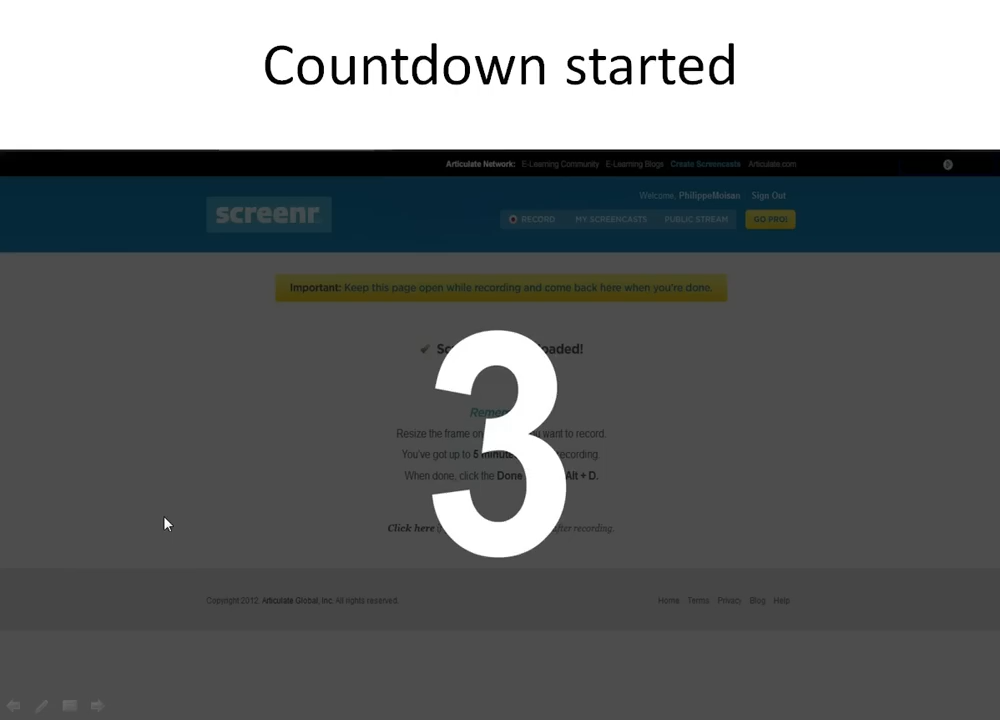 Countdown started
Articulate Network: E-Learning Community E-Learning Blogs Create Screencasts Articulate.com
Welcome, PhilippeMoisan Sign Out
screenr
RECORD MY SCREENCASTS PUBLIC STREAM GO PRO!
Important: Keep this page open while recording and come back here when you're done.
3
Resize the frame want to record.
You've got up to 5 minutes recording.
When done, click the Done Alt + D.
Click here after recording.
Copyright 2012. Articulate Global, Inc. All rights reserved. Home Terms Privacy Blog Help